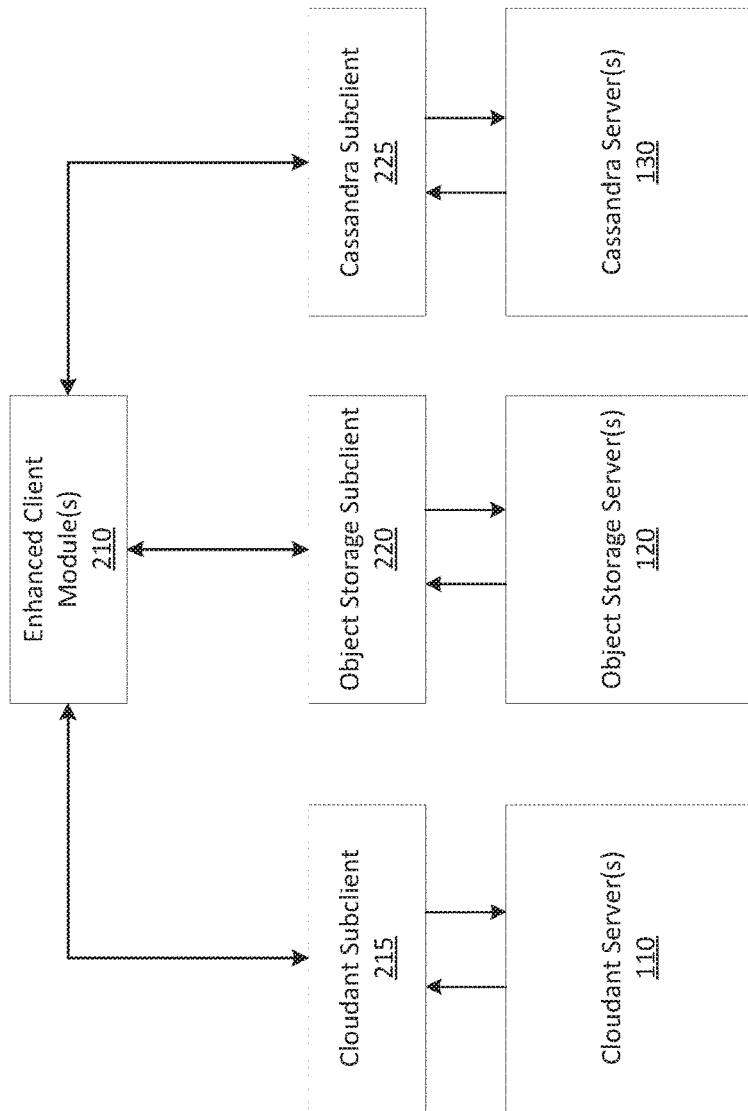 Enhanced Client
Module(s)
210
Cloudant Subclient
215
Object Storage Subclient
220
Cassandra Subclient
225
Cloudant Server(s)
110
Object Storage Server(s)
120
Cassandra Server(s)
130